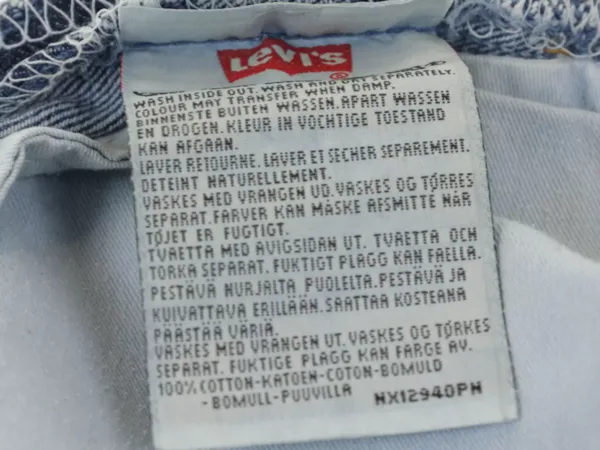 Levi's
®
WASH INSIDE OUT. WASH AND DRY SEPARATELY.
COLOUR MAY TRANSFER WHEN DAMP.
BINNENSTE BUITEN WASSEN. APART WASSEN
EN DROGEN. KLEUR IN VOCHTIGE TOESTAND
KAN AFGAAN.
LAVER RETOURNE. LAVER ET SECHER SEPAREMENT.
DETEINT NATURELLEMENT.
VASKES MED VRANGEN UD. VASKES OG TØRRES
SEPARAT. FARVER KAN MÅSKE AFSMITTE NÅR
TØJET ER FUGTIGT.
TVAETTA MED AVIGSIDAN UT. TVAETTA OCH
TORKA SEPARAT. FUKTIGT PLAGG KAN FAELLA.
PESTÄVÄ NURJALTA PUOLELTA. PESTÄVÄ JA
KUIVATTAVA ERILLÄÄN. SAATTAA KOSTEANA
PÄÄSTÄÄ VÄRIÄ.
VASKES MED VRANGEN UT. VASKES OG TØRKES
SEPARAT. FUKTIGE PLAGG KAN FARGE AV.
100% COTTON-KATOEN-COTON-BOMULD
-BOMULL-PUUVILLA NX12940PN